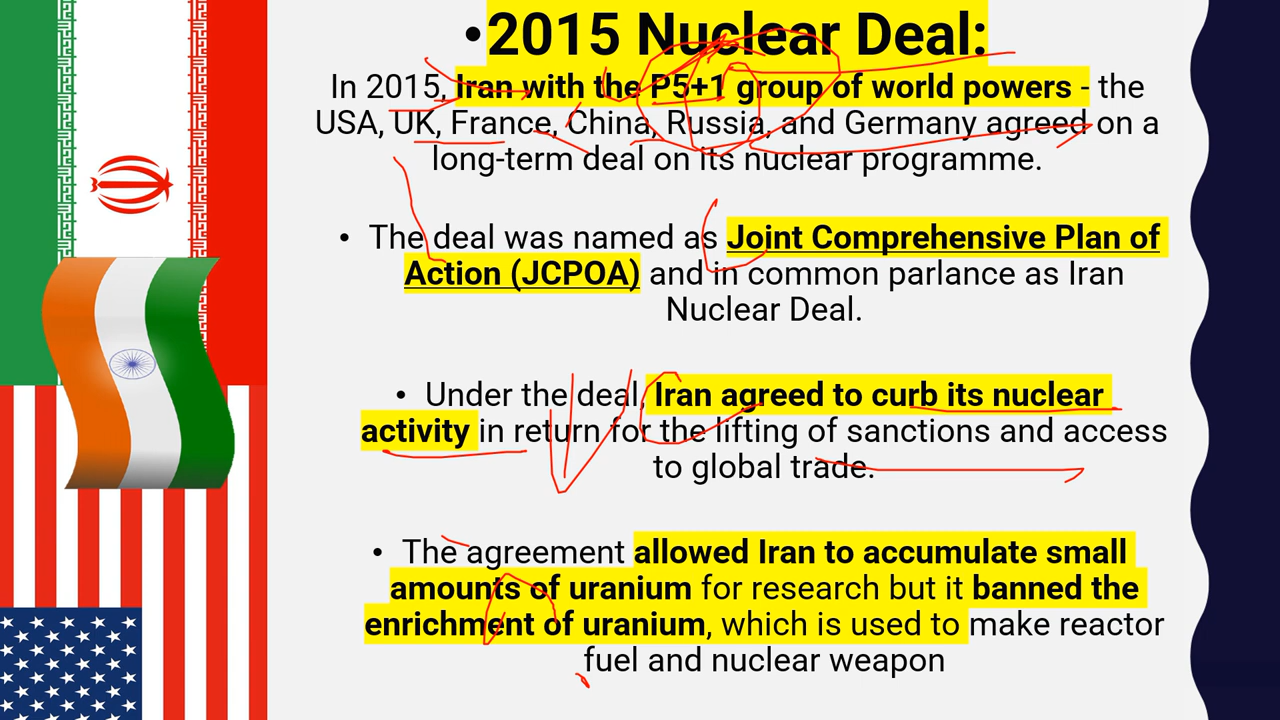 •2015 Nuclear Deal:
In 2015, Iran with the P5+1 group of world powers - the
USA, UK, France, China, Russia, and Germany agreed on a
long-term deal on its nuclear programme.
• The deal was named as Joint Comprehensive Plan of
Action (JCPOA) and in common parlance as Iran
Nuclear Deal.
• Under the deal, Iran agreed to curb its nuclear
activity in return for the lifting of sanctions and access
to global trade.
• The agreement allowed Iran to accumulate small
amounts of uranium for research but it banned the
enrichment of uranium, which is used to make reactor
fuel and nuclear weapon